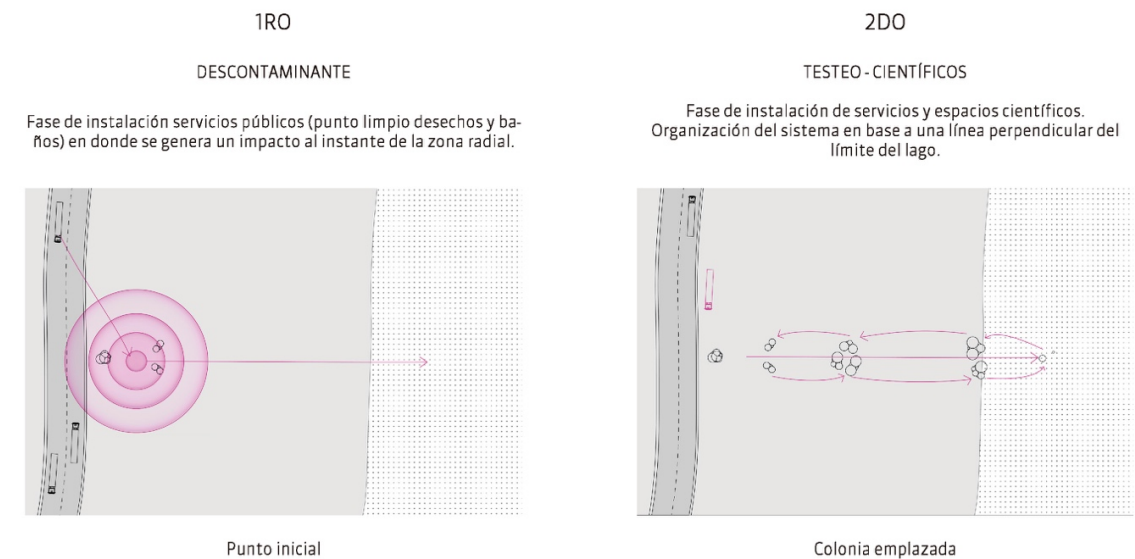 1RO
DESCONTAMINANTE
Fase de instalación servicios públicos (punto limpio desechos y ba-
ños) en donde se genera un impacto al instante de la zona radial.
Punto inicial
2DO
TESTEO - CIENTÍFICOS
Fase de instalación de servicios y espacios científicos.
Organización del sistema en base a una línea perpendicular del
límite del lago.
Colonia emplazada